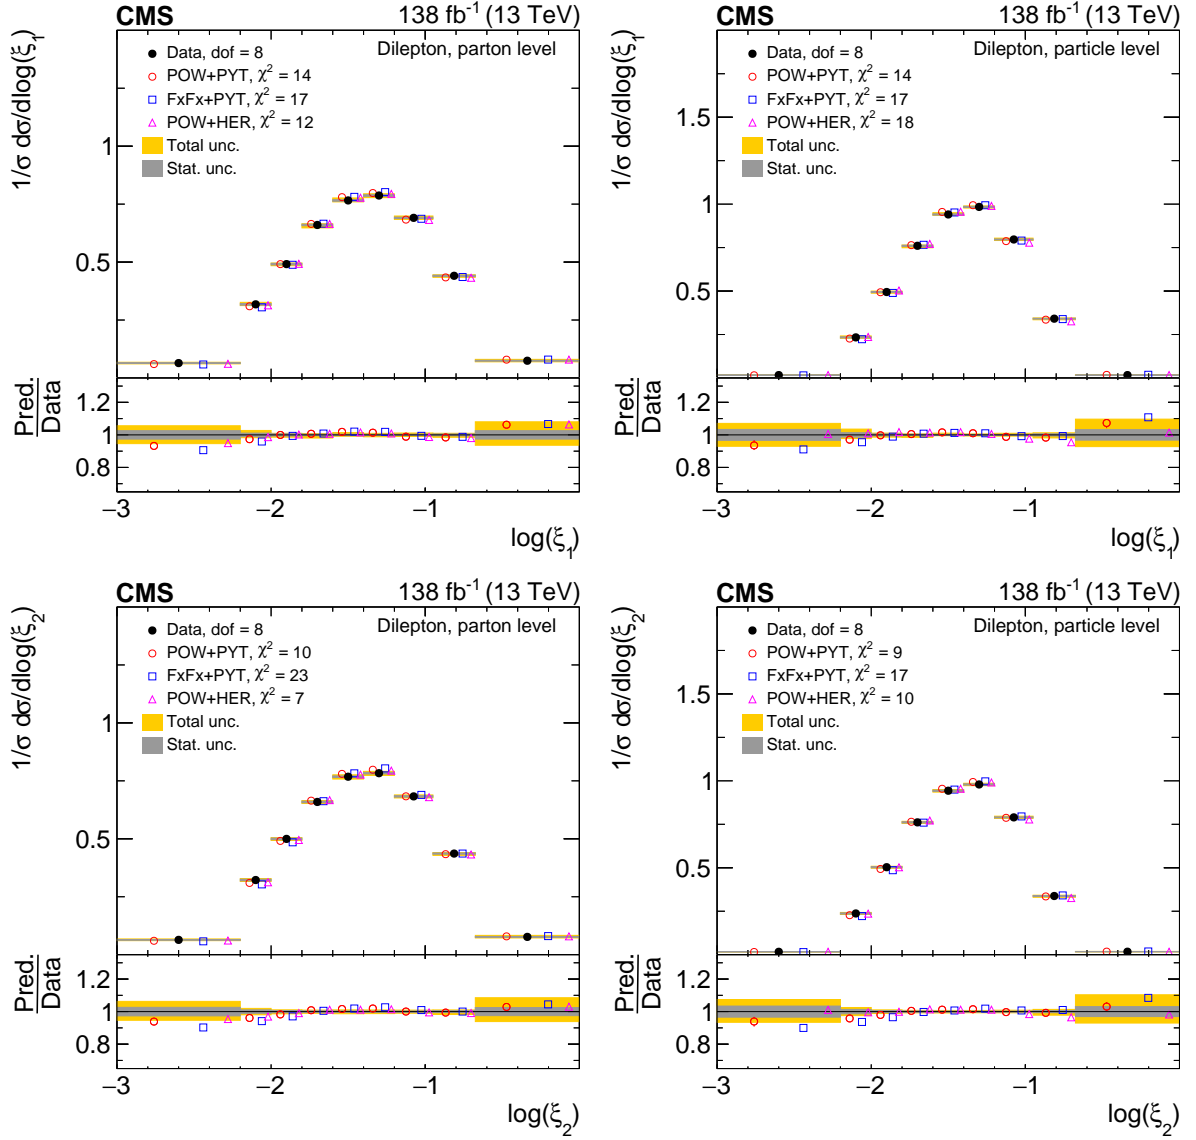 CMS 138 fb⁻¹ (13 TeV)
1/σ dσ/dlog(ξ₁)
Dilepton, parton level
Data, dof = 8
POW+PYT, χ² = 14
FxFx+PYT, χ² = 17
POW+HER, χ² = 12
Total unc.
Stat. unc.
1
0.5
Pred.
Data
1.2
1
0.8
−3 −2 −1
log(ξ₁)
CMS 138 fb⁻¹ (13 TeV)
1/σ dσ/dlog(ξ₁)
Dilepton, particle level
Data, dof = 8
POW+PYT, χ² = 14
FxFx+PYT, χ² = 17
POW+HER, χ² = 18
Total unc.
Stat. unc.
1.5
1
0.5
Pred.
Data
1.2
1
0.8
−3 −2 −1
log(ξ₁)
CMS 138 fb⁻¹ (13 TeV)
1/σ dσ/dlog(ξ₂)
Dilepton, parton level
Data, dof = 8
POW+PYT, χ² = 10
FxFx+PYT, χ² = 23
POW+HER, χ² = 7
Total unc.
Stat. unc.
1
0.5
Pred.
Data
1.2
1
0.8
−3 −2 −1
log(ξ₂)
CMS 138 fb⁻¹ (13 TeV)
1/σ dσ/dlog(ξ₂)
Dilepton, particle level
Data, dof = 8
POW+PYT, χ² = 9
FxFx+PYT, χ² = 17
POW+HER, χ² = 10
Total unc.
Stat. unc.
1.5
1
0.5
Pred.
Data
1.2
1
0.8
−3 −2 −1
log(ξ₂)